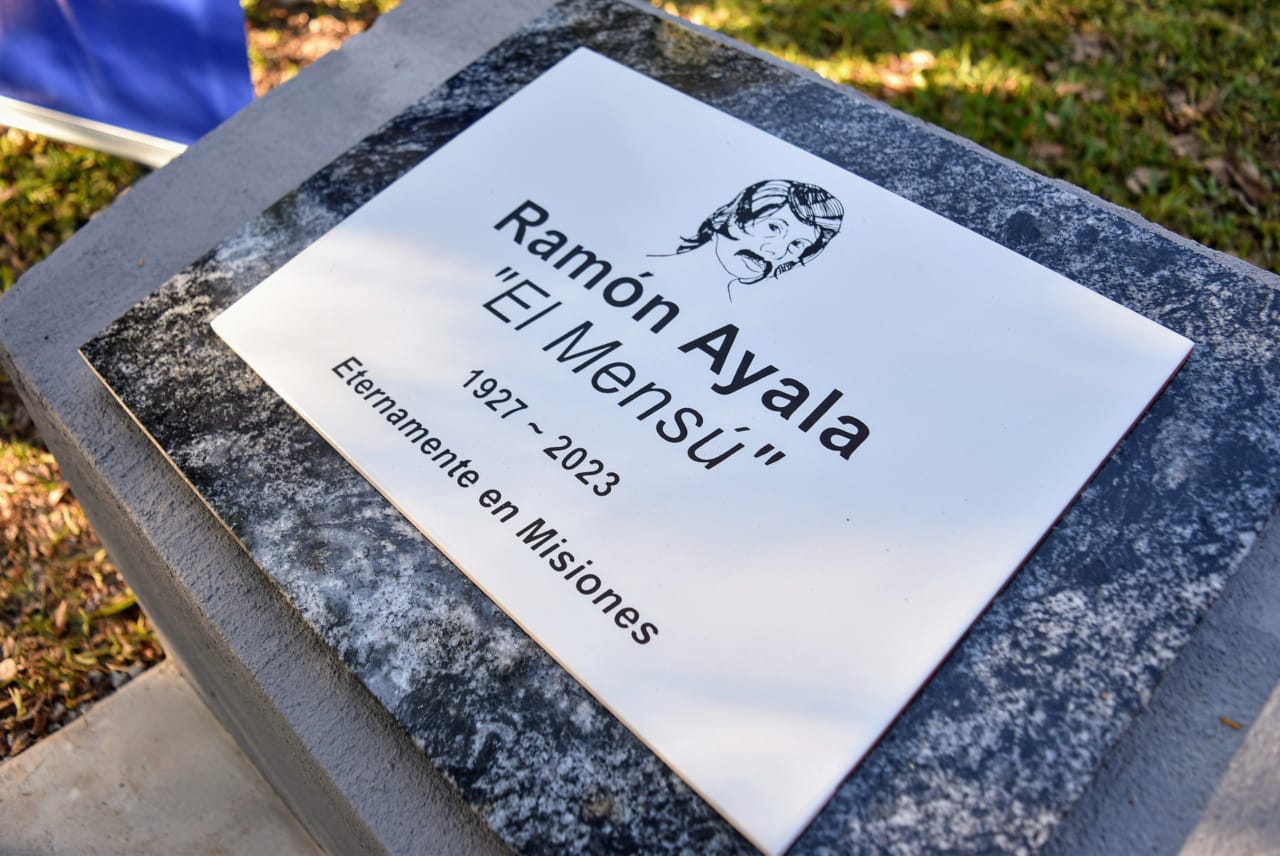 Ramón Ayala
"El Mensú"
1927 ~ 2023
Eternamente en Misiones